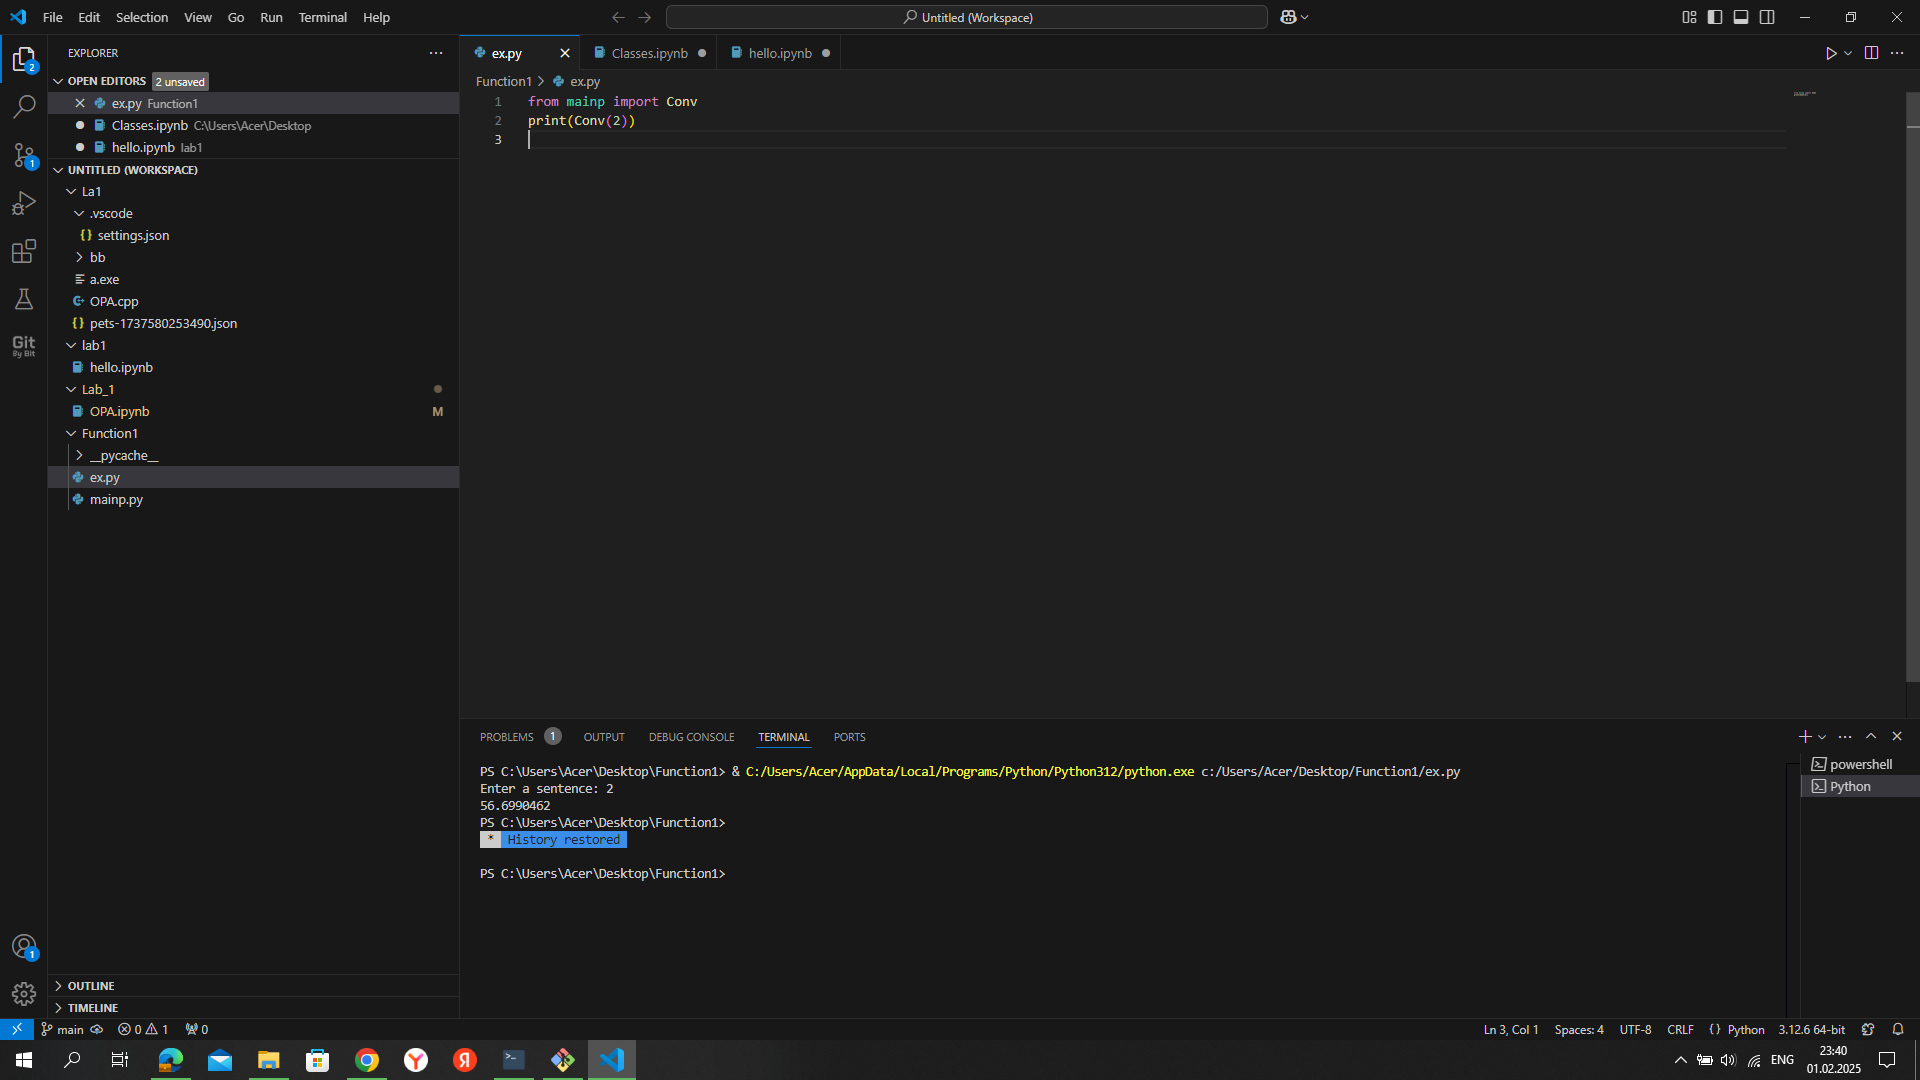 File Edit Selection View Go Run Terminal Help
Untitled (Workspace)
EXPLORER
OPEN EDITORS 2 unsaved
ex.py Function1
Classes.ipynb C:\Users\Acer\Desktop
hello.ipynb lab1
UNTITLED (WORKSPACE)
La1
.vscode
settings.json
bb
a.exe
OPA.cpp
pets-1737580253490.json
lab1
hello.ipynb
Lab_1
OPA.ipynb M
Function1
__pycache__
ex.py
mainp.py
OUTLINE
TIMELINE
2
1
Git
By Bit
1
ex.py Classes.ipynb hello.ipynb
Function1 > ex.py
1 from mainp import Conv
2 print(Conv(2))
3
PROBLEMS 1 OUTPUT DEBUG CONSOLE TERMINAL PORTS
PS C:\Users\Acer\Desktop\Function1> & C:/Users/Acer/AppData/Local/Programs/Python/Python312/python.exe c:/Users/Acer/Desktop/Function1/ex.py
Enter a sentence: 2
56.6990462
PS C:\Users\Acer\Desktop\Function1>
* History restored
PS C:\Users\Acer\Desktop\Function1>
powershell
Python
main 0 1 0
Ln 3, Col 1 Spaces: 4 UTF-8 CRLF {} Python 3.12.6 64-bit
ENG
23:40
01.02.2025